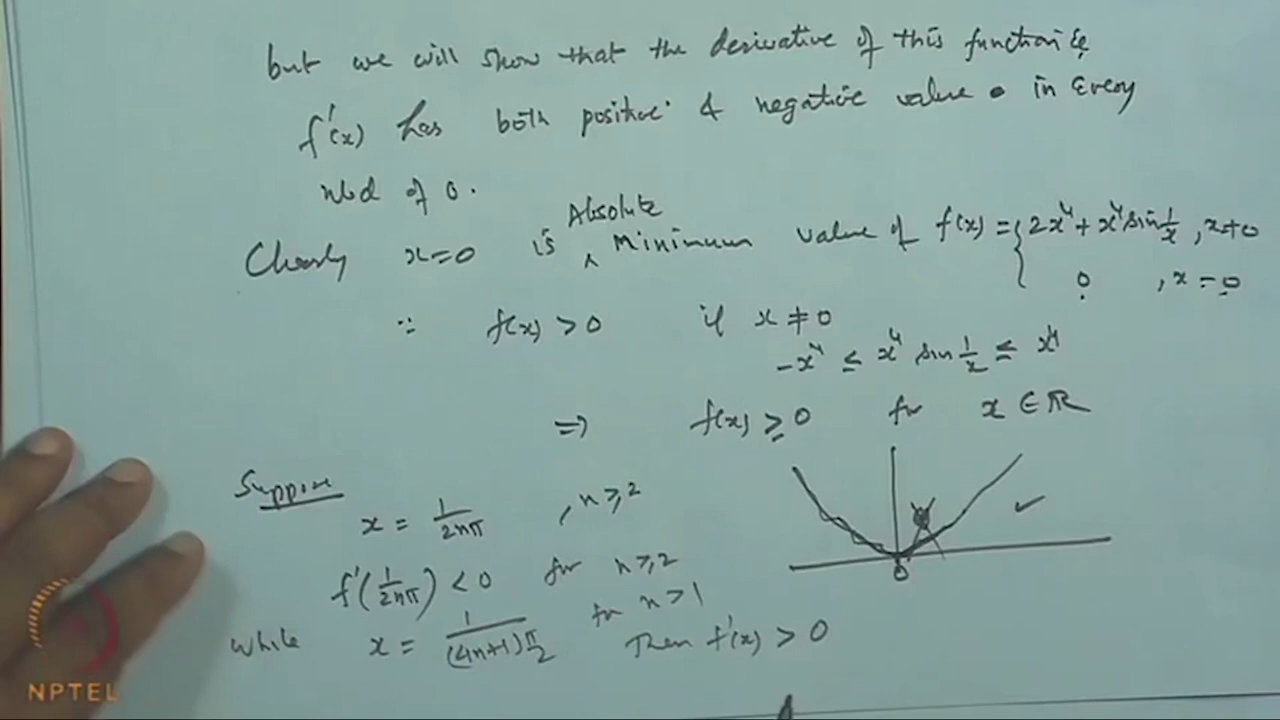 but we will show that the derivative of this function is
f'(x) has both positive & negative value in every
nbd of 0.
Clearly x=0 is Absolute Minimum value of f(x) = { 2x⁴ + x⁴ sin 1/x , x≠0
0 , x = 0
∵ f(x) > 0 if x ≠ 0
-x⁴ ≤ x⁴ sin 1/x ≤ x⁴
⇒ f(x) ≥ 0 for x ∈ ℝ
Suppose
x = 1/2nπ , n ≥ 2
f'(1/2nπ) < 0 for n ≥ 2
while x = 1/(4n+1)π/2 for n > 1
Then f'(x) > 0
0
NPTEL